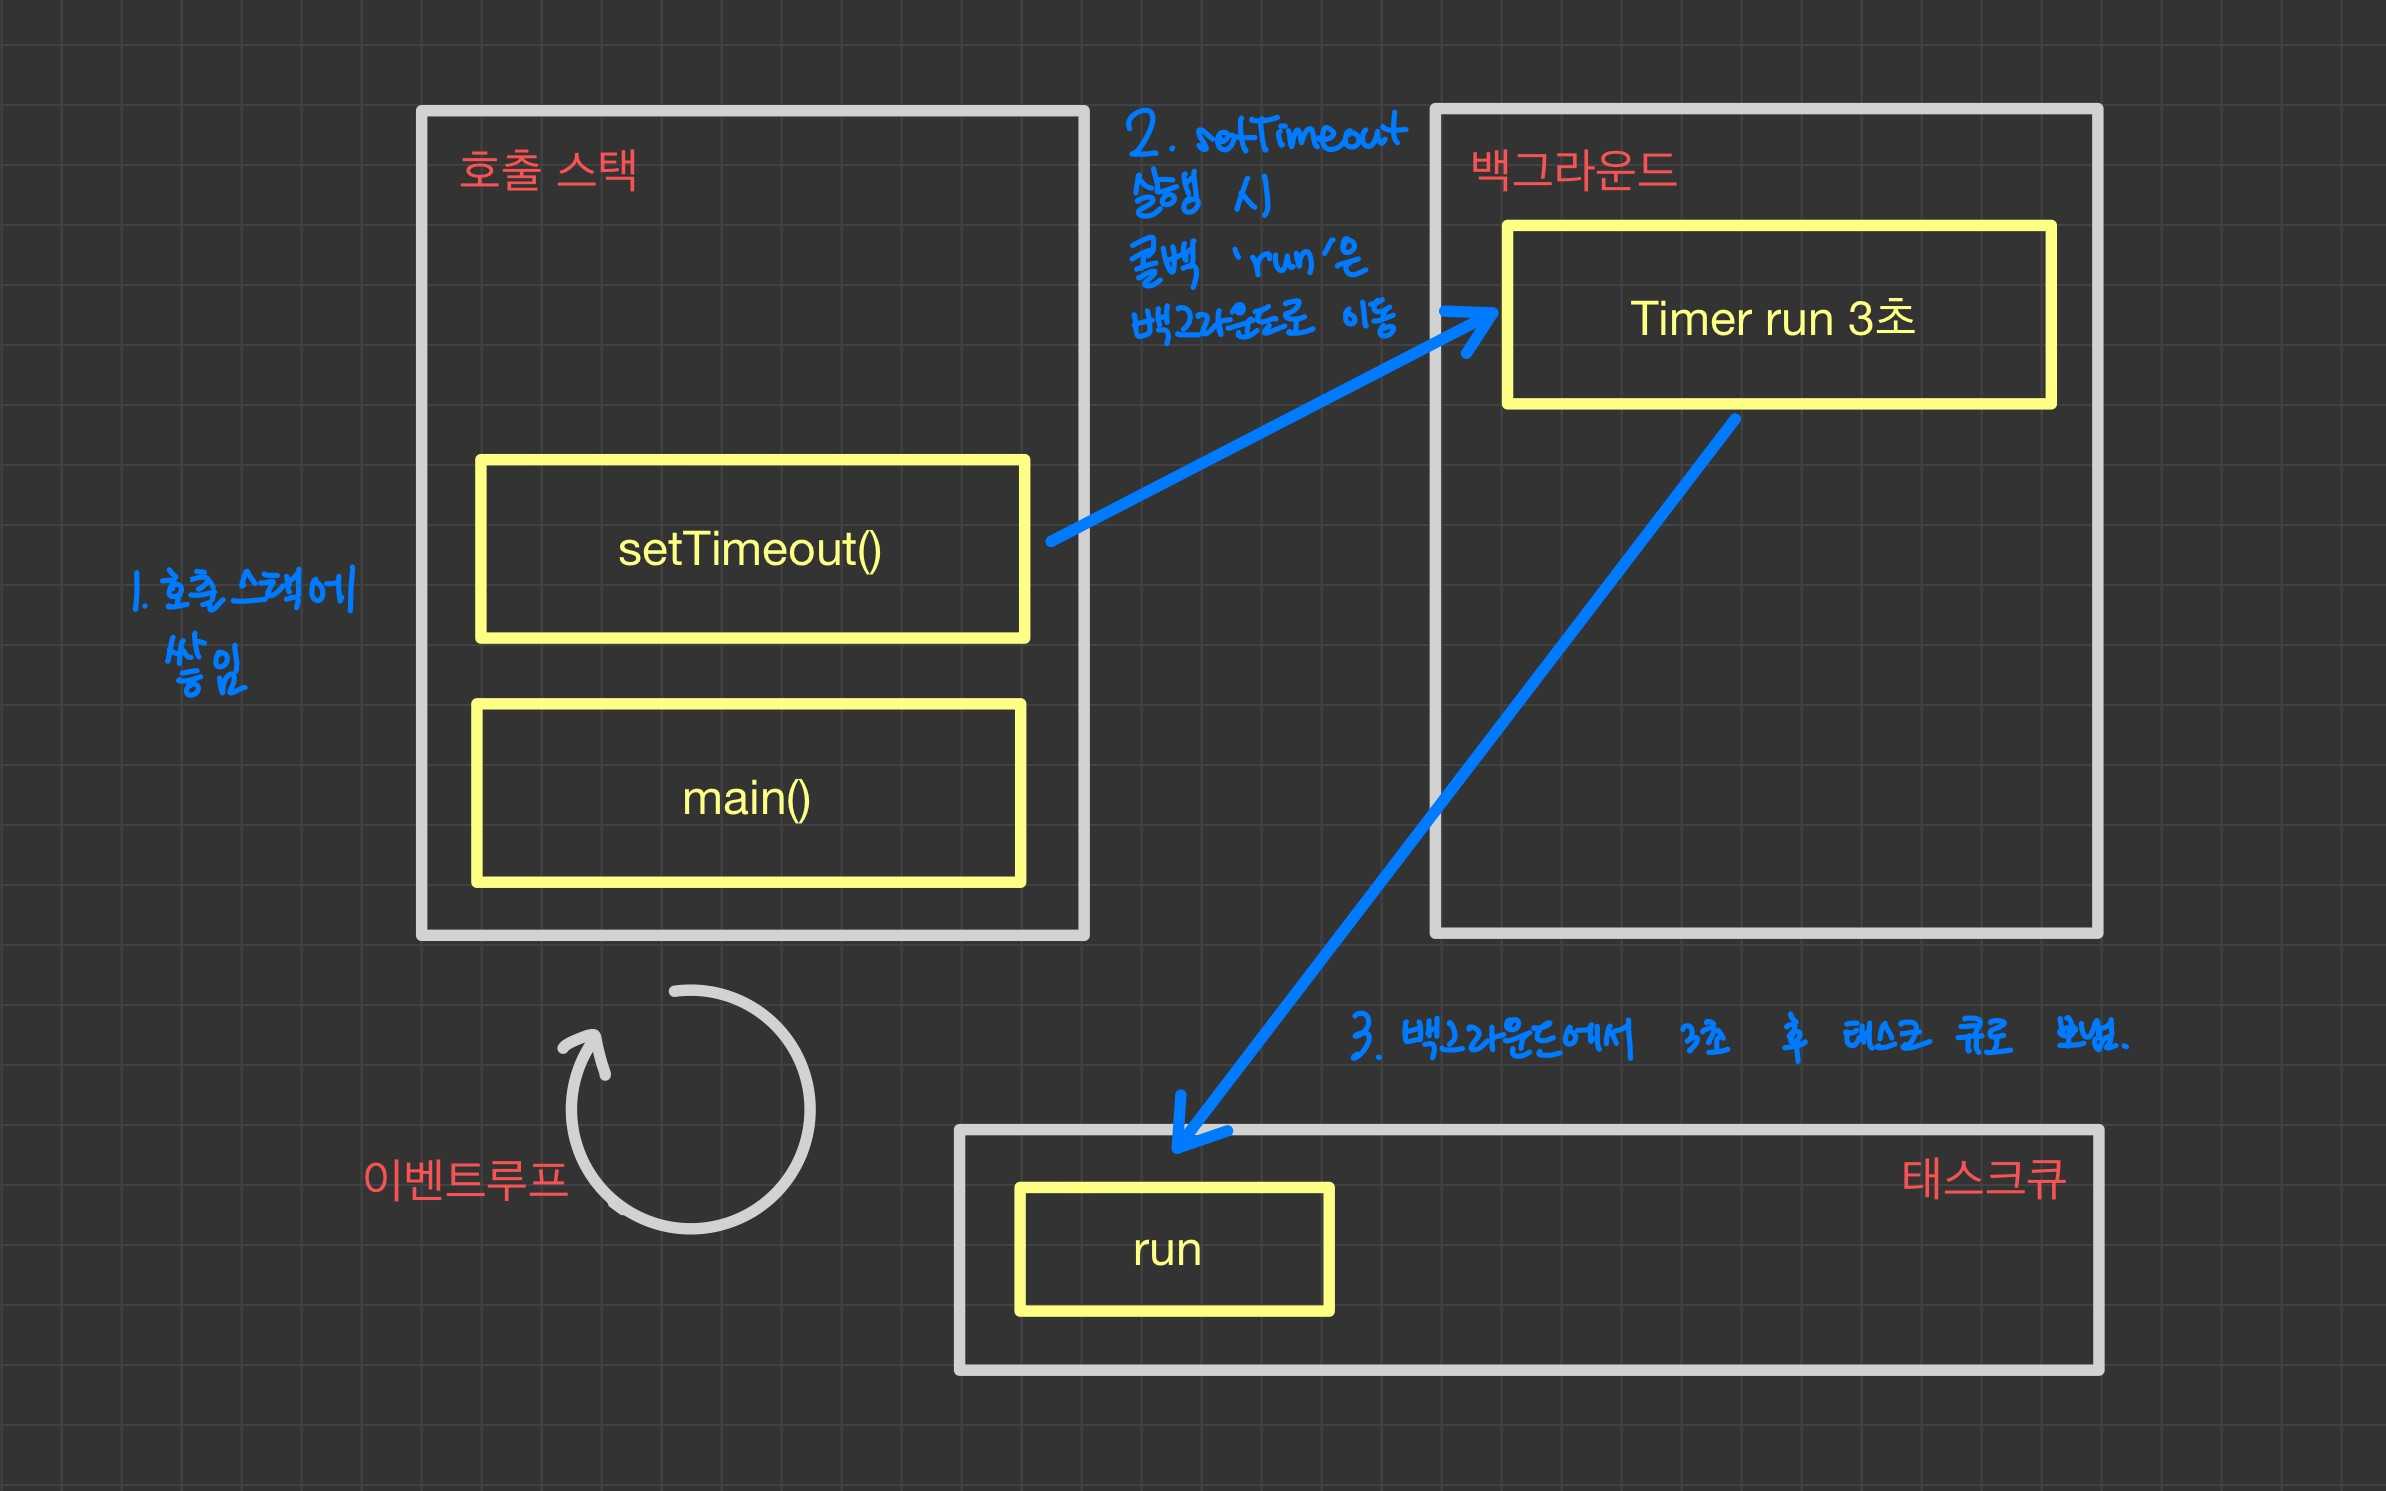 호출 스택
setTimeout()
main()
1. 호출 스택에
쌓임
2. setTimeout
실행 시
콜백 'run'은
백그라운드로 이동
백그라운드
Timer run 3초
3. 백그라운드에서 3초 후 태스크 큐로 보냄.
이벤트루프
태스크큐
run